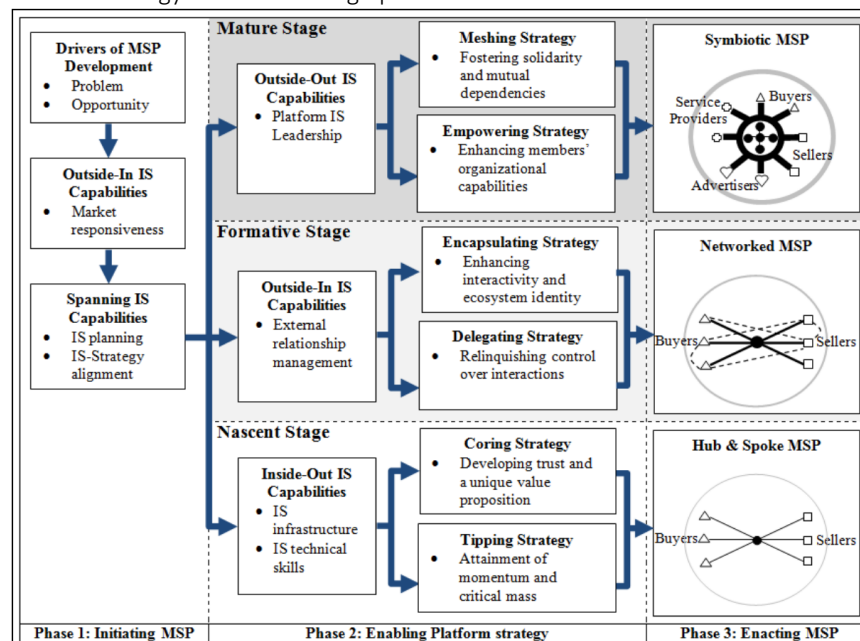 Drivers of MSP
Development
• Problem
• Opportunity
Outside-In IS
Capabilities
• Market
responsiveness
Spanning IS
Capabilities
• IS planning
• IS-Strategy
alignment
Mature Stage
Outside-Out IS
Capabilities
• Platform IS
Leadership
Meshing Strategy
• Fostering solidarity
and mutual
dependencies
Empowering Strategy
• Enhancing members’
organizational
capabilities
Symbiotic MSP
Buyers
Service
Providers
Sellers
Advertisers
Formative Stage
Outside-In IS
Capabilities
• External
relationship
management
Encapsulating Strategy
• Enhancing
interactivity and
ecosystem identity
Delegating Strategy
• Relinquishing control
over interactions
Networked MSP
Buyers
Sellers
Nascent Stage
Inside-Out IS
Capabilities
• IS
infrastructure
• IS technical
skills
Coring Strategy
• Developing trust and
a unique value
proposition
Tipping Strategy
• Attainment of
momentum and
critical mass
Hub & Spoke MSP
Buyers
Sellers
Phase 1: Initiating MSP
Phase 2: Enabling Platform strategy
Phase 3: Enacting MSP